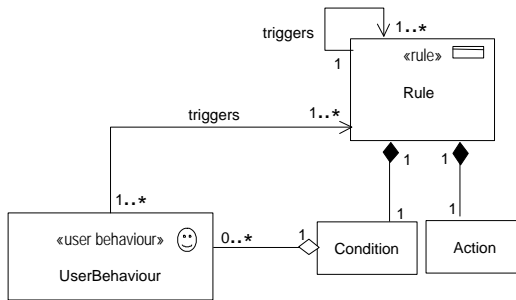 1..*
triggers
1
«rule»
Rule
triggers
1..*
1
1
1..*
1
1
«user behaviour»
UserBehaviour
0..*
1
Condition
Action